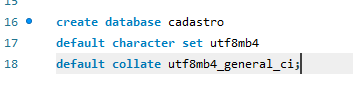 16 create database cadastro
17 default character set utf8mb4
18 default collate utf8mb4_general_ci;